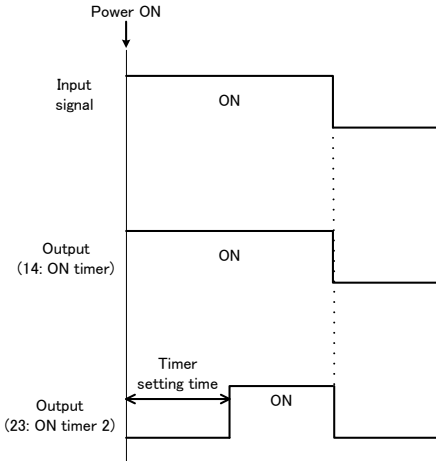 Power ON
Input
signal
ON
Output
(14: ON timer)
ON
Timer
setting time
Output
(23: ON timer 2)
ON